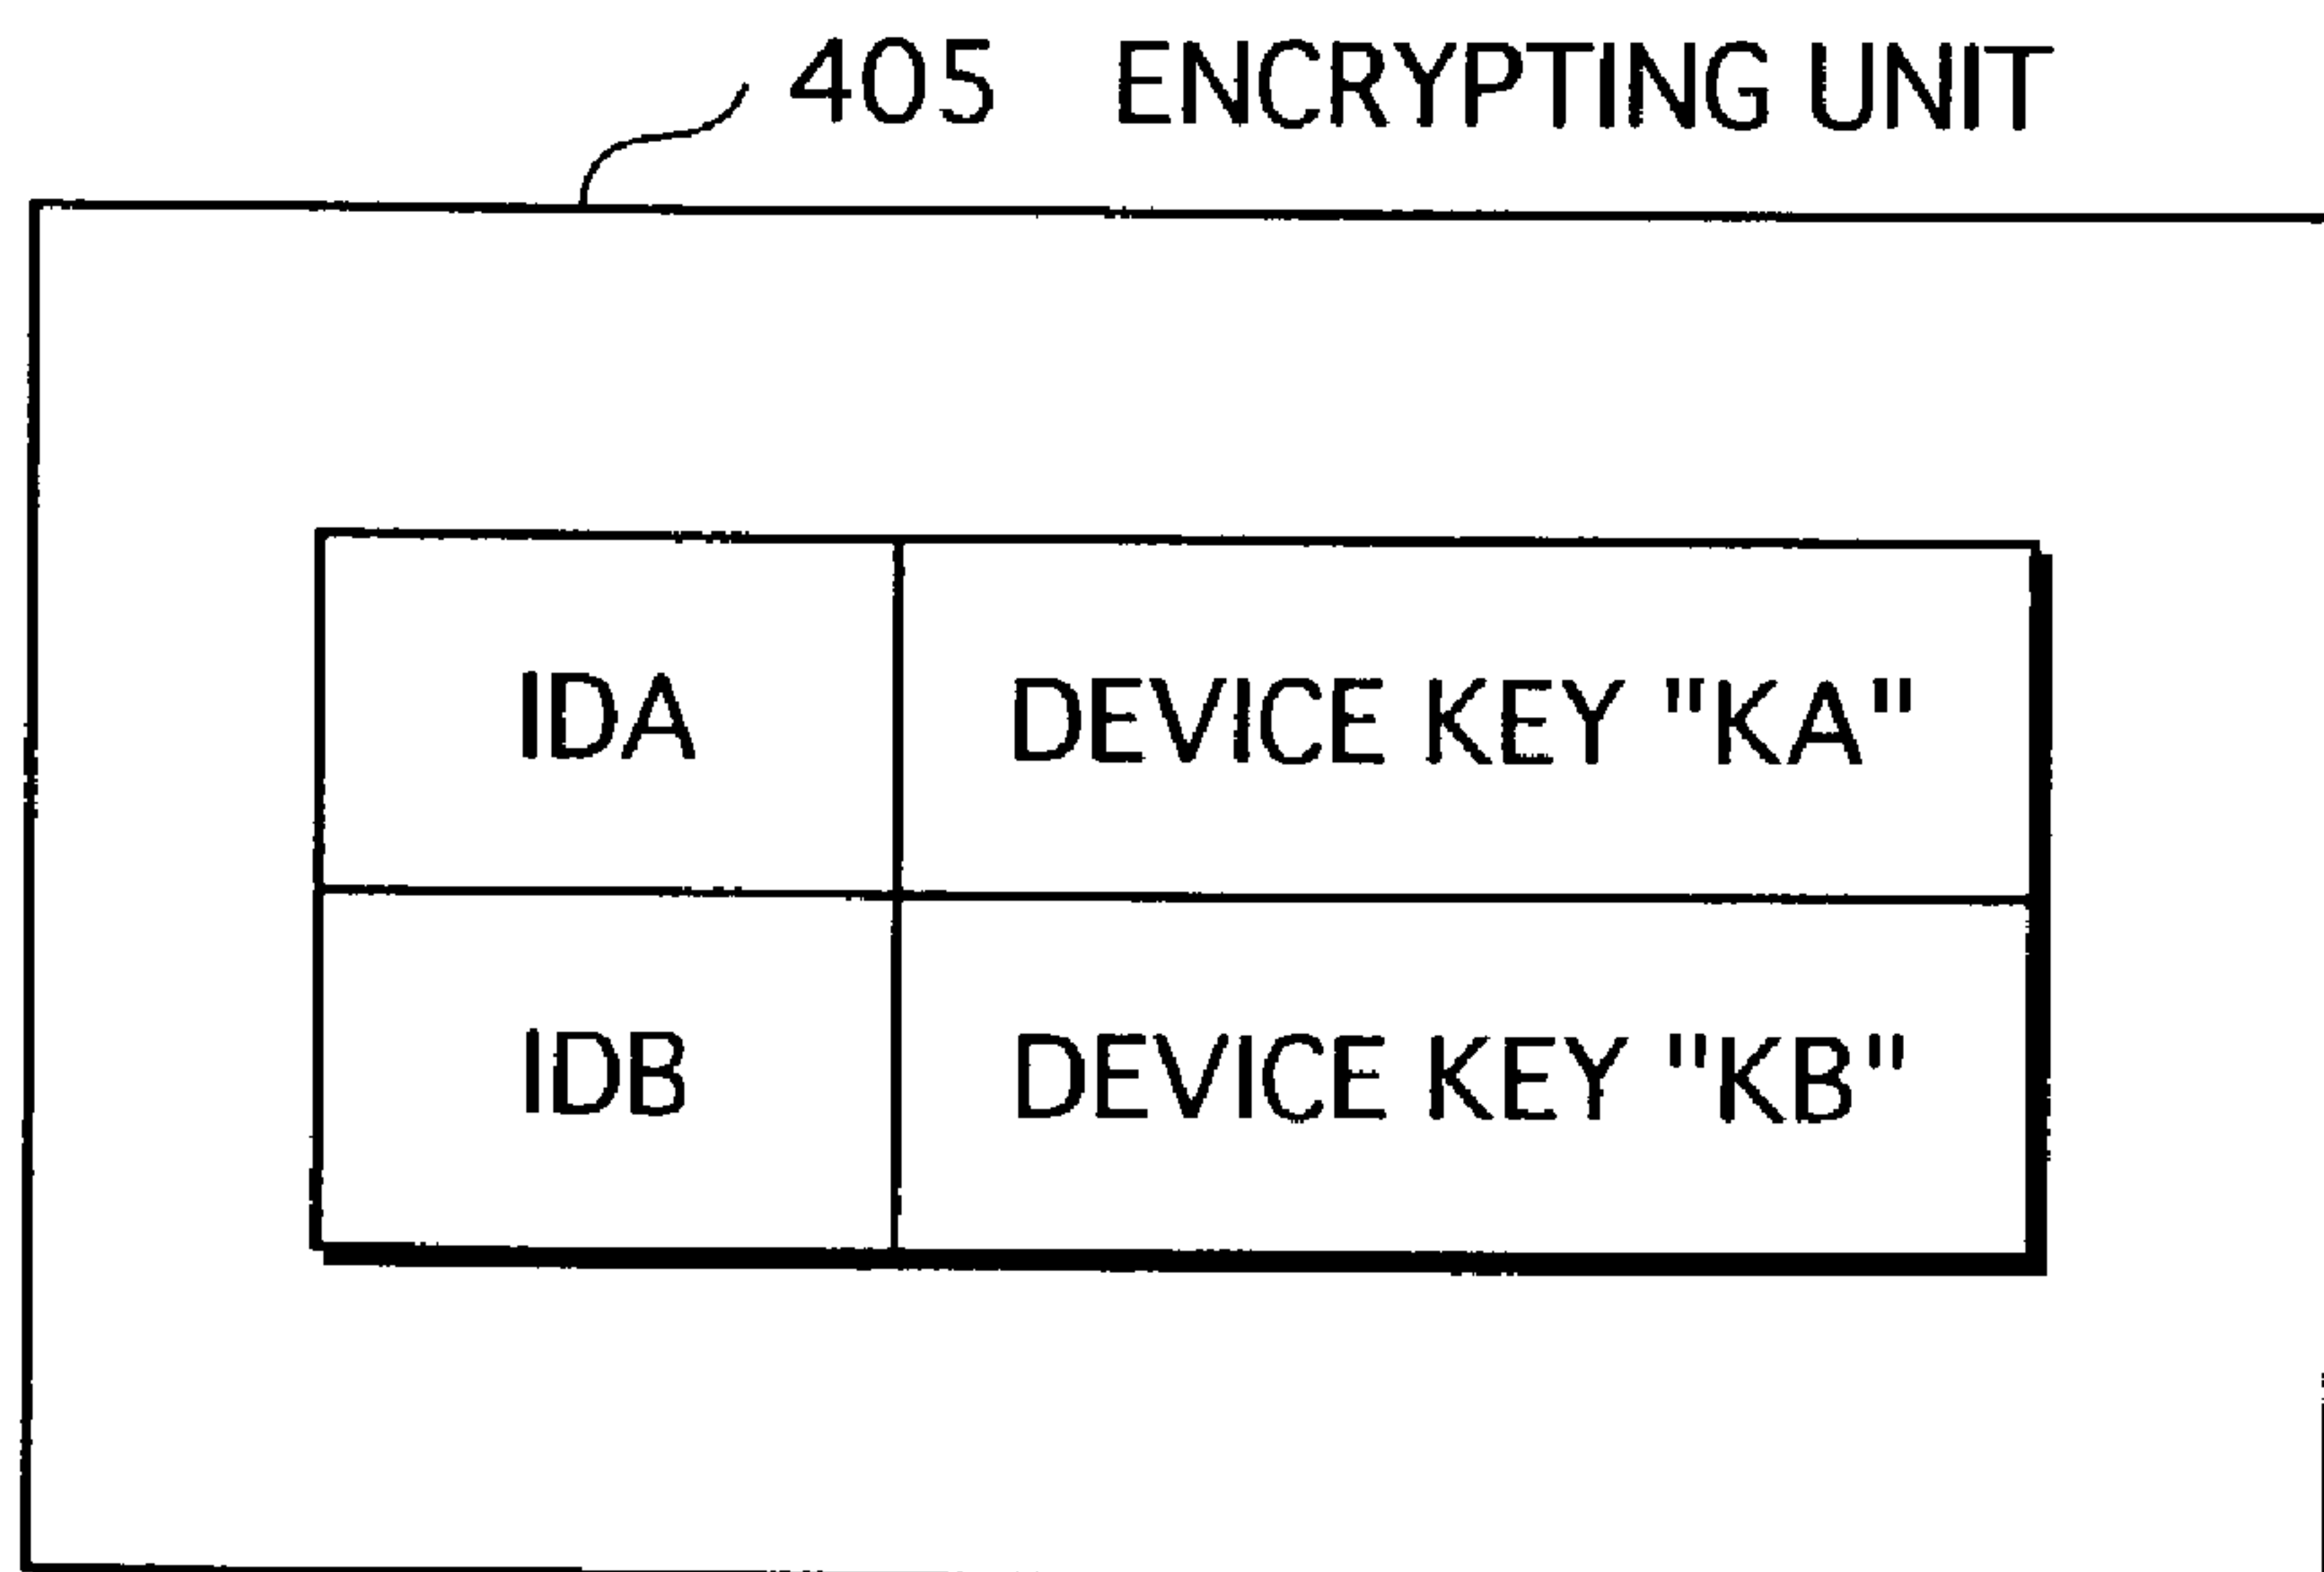 405 ENCRYPTING UNIT
IDA DEVICE KEY "KA"
IDB DEVICE KEY "KB"